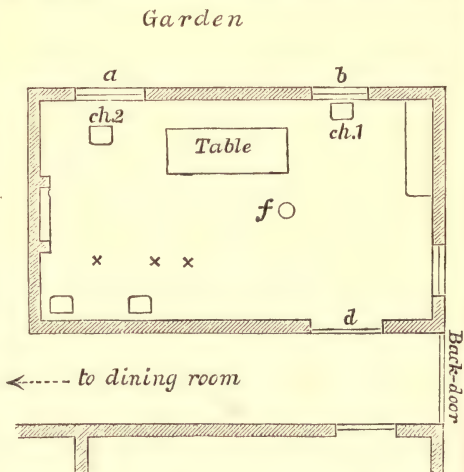 Garden
a
b
ch.2
ch.1
Table
f
x x x
d
Back-door
to dining room